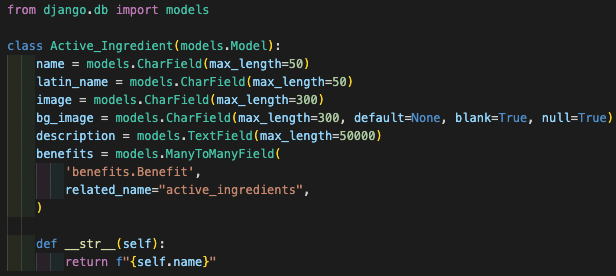 from django.db import models

class Active_Ingredient(models.Model):
    name = models.CharField(max_length=50)
    latin_name = models.CharField(max_length=50)
    image = models.CharField(max_length=300)
    bg_image = models.CharField(max_length=300, default=None, blank=True, null=True)
    description = models.TextField(max_length=50000)
    benefits = models.ManyToManyField(
        'benefits.Benefit',
        related_name="active_ingredients",
    )

    def __str__(self):
        return f"{self.name}"